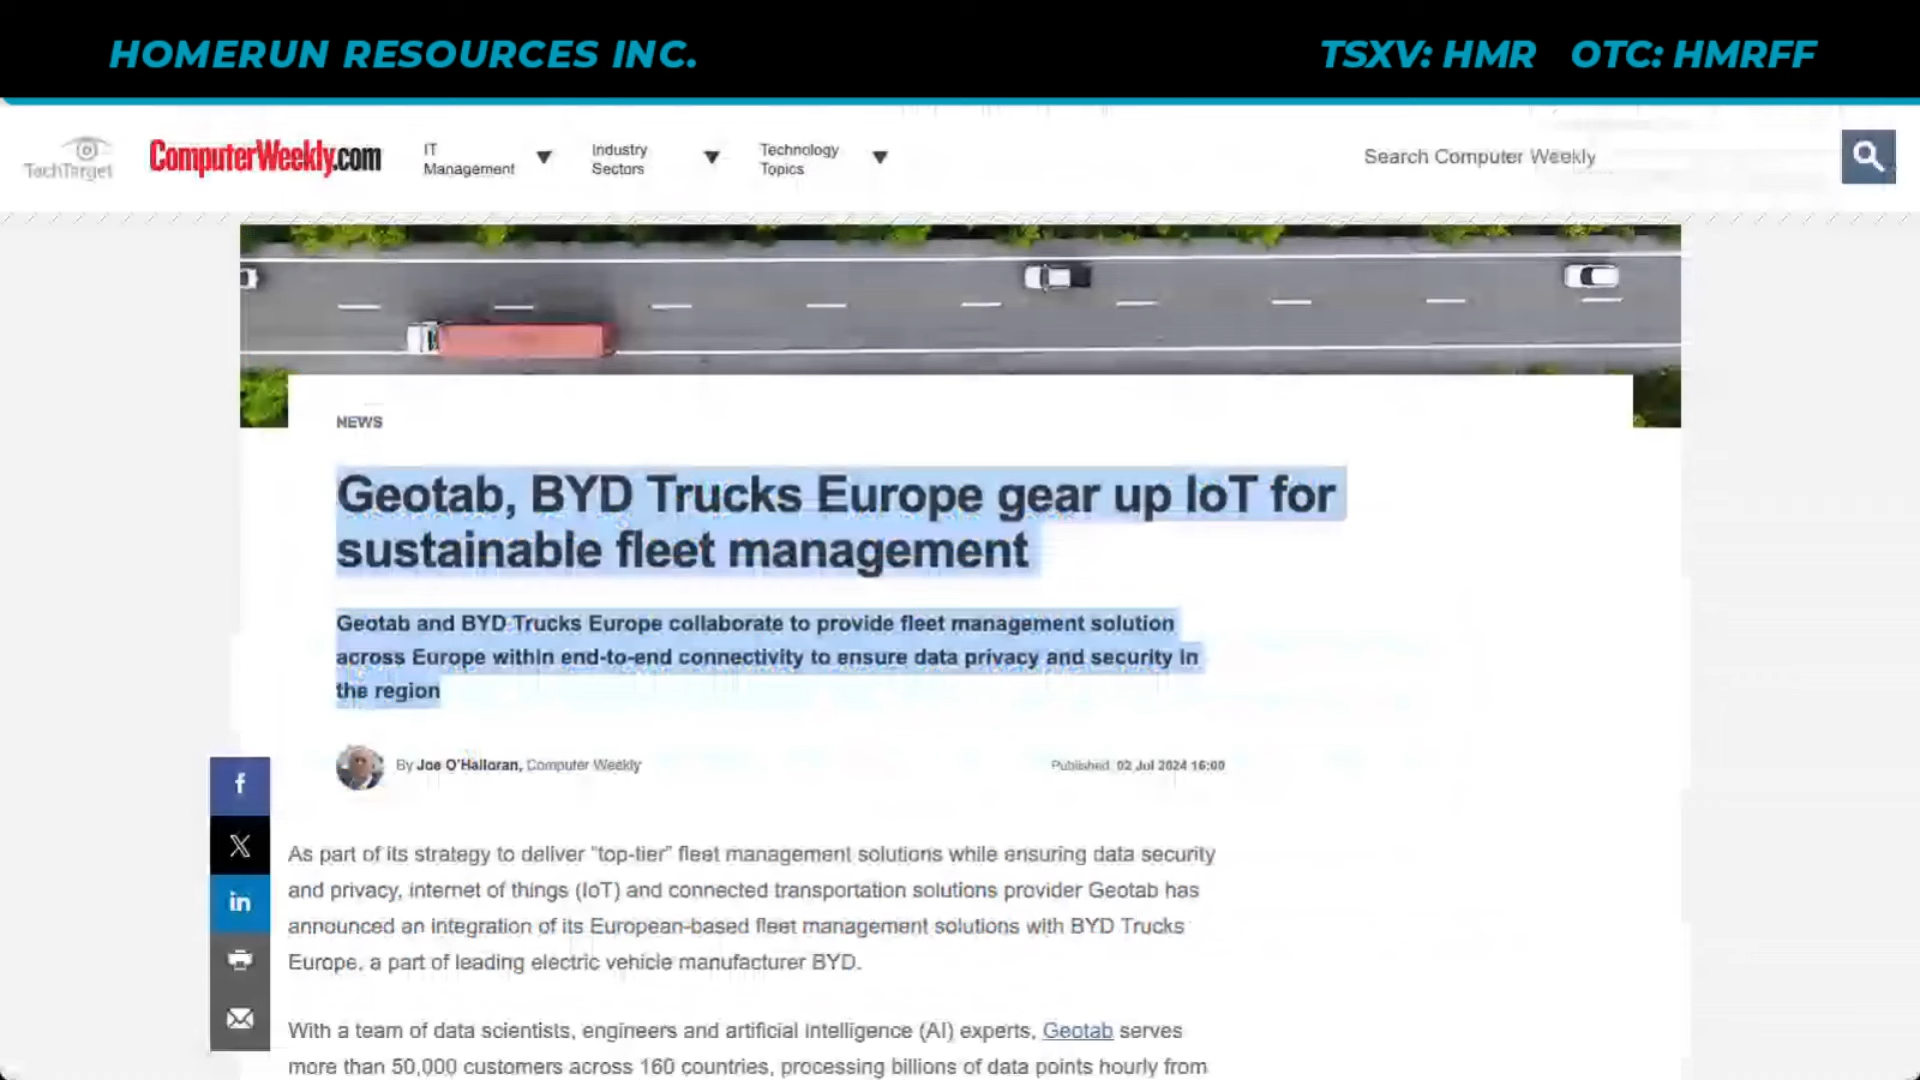 HOMERUN RESOURCES INC.
TSXV: HMR OTC: HMRFF
TechTarget
ComputerWeekly.com
IT
Management
Industry
Sectors
Technology
Topics
Search Computer Weekly
NEWS
Geotab, BYD Trucks Europe gear up IoT for
sustainable fleet management
Geotab and BYD Trucks Europe collaborate to provide fleet management solution
across Europe within end-to-end connectivity to ensure data privacy and security in
the region
By Joe O'Halloran, Computer Weekly
Published: 02 Jul 2024 16:00
As part of its strategy to deliver "top-tier" fleet management solutions while ensuring data security
and privacy, internet of things (IoT) and connected transportation solutions provider Geotab has
announced an integration of its European-based fleet management solutions with BYD Trucks
Europe, a part of leading electric vehicle manufacturer BYD.
With a team of data scientists, engineers and artificial intelligence (AI) experts, Geotab serves
more than 50,000 customers across 160 countries, processing billions of data points hourly from